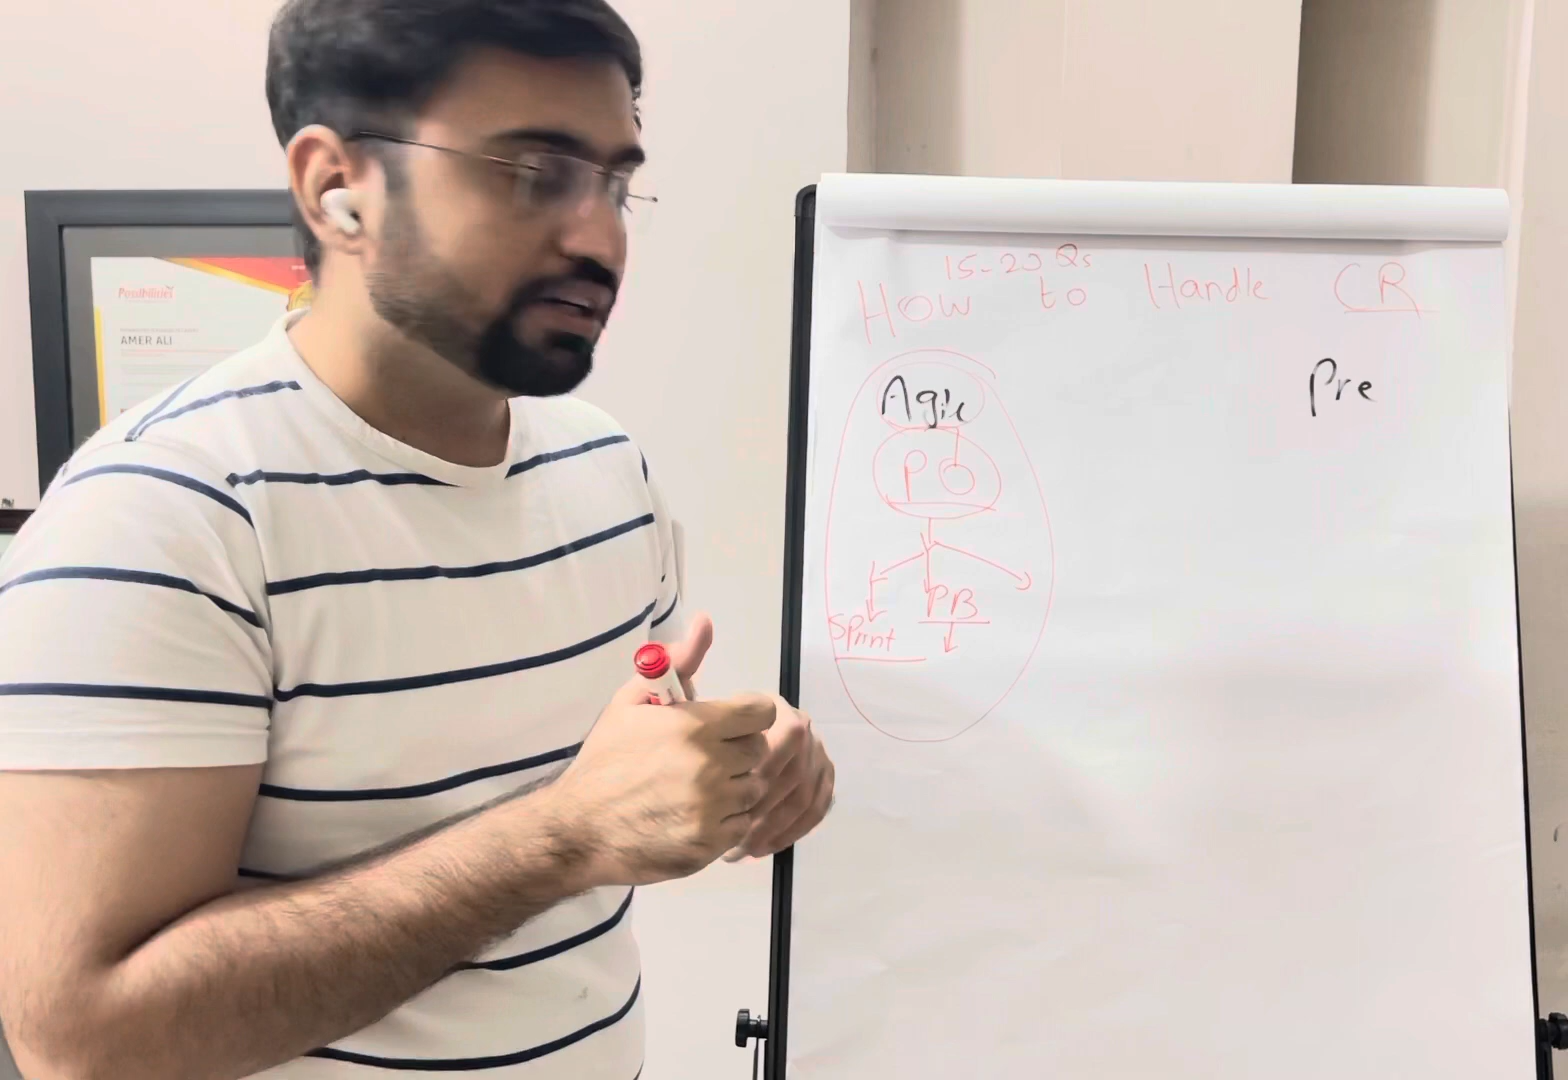 AMER ALI
15-20 Qs
How to Handle CR
Agile
Pre
PO
PB
Sprint